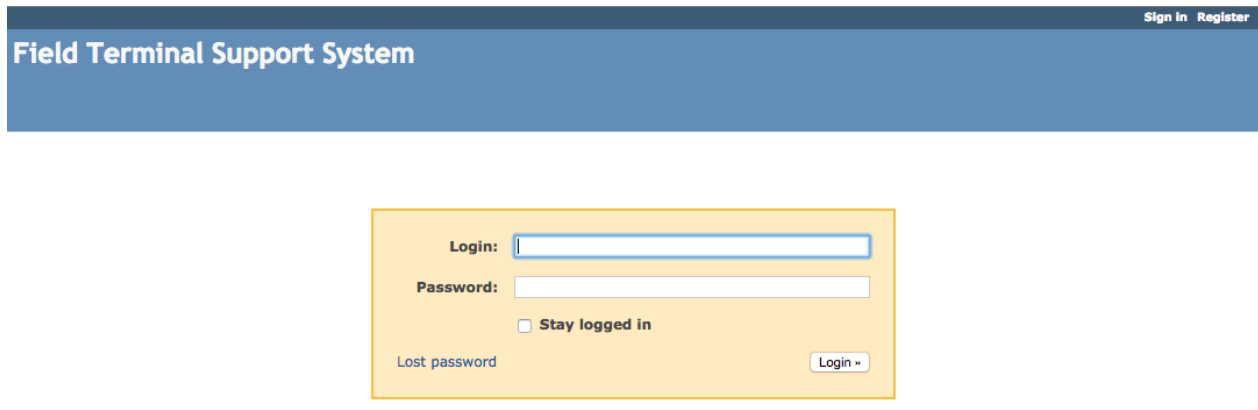 Sign in Register
Field Terminal Support System
Login:
Password:
Stay logged in
Lost password Login »